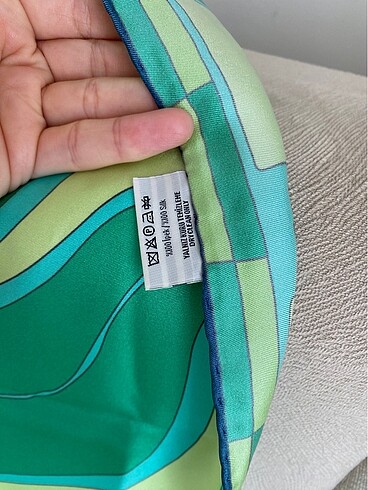 %100 İpek / %100 Silk
YALNIZ KURU TEMİZLEME
DRY CLEAN ONLY